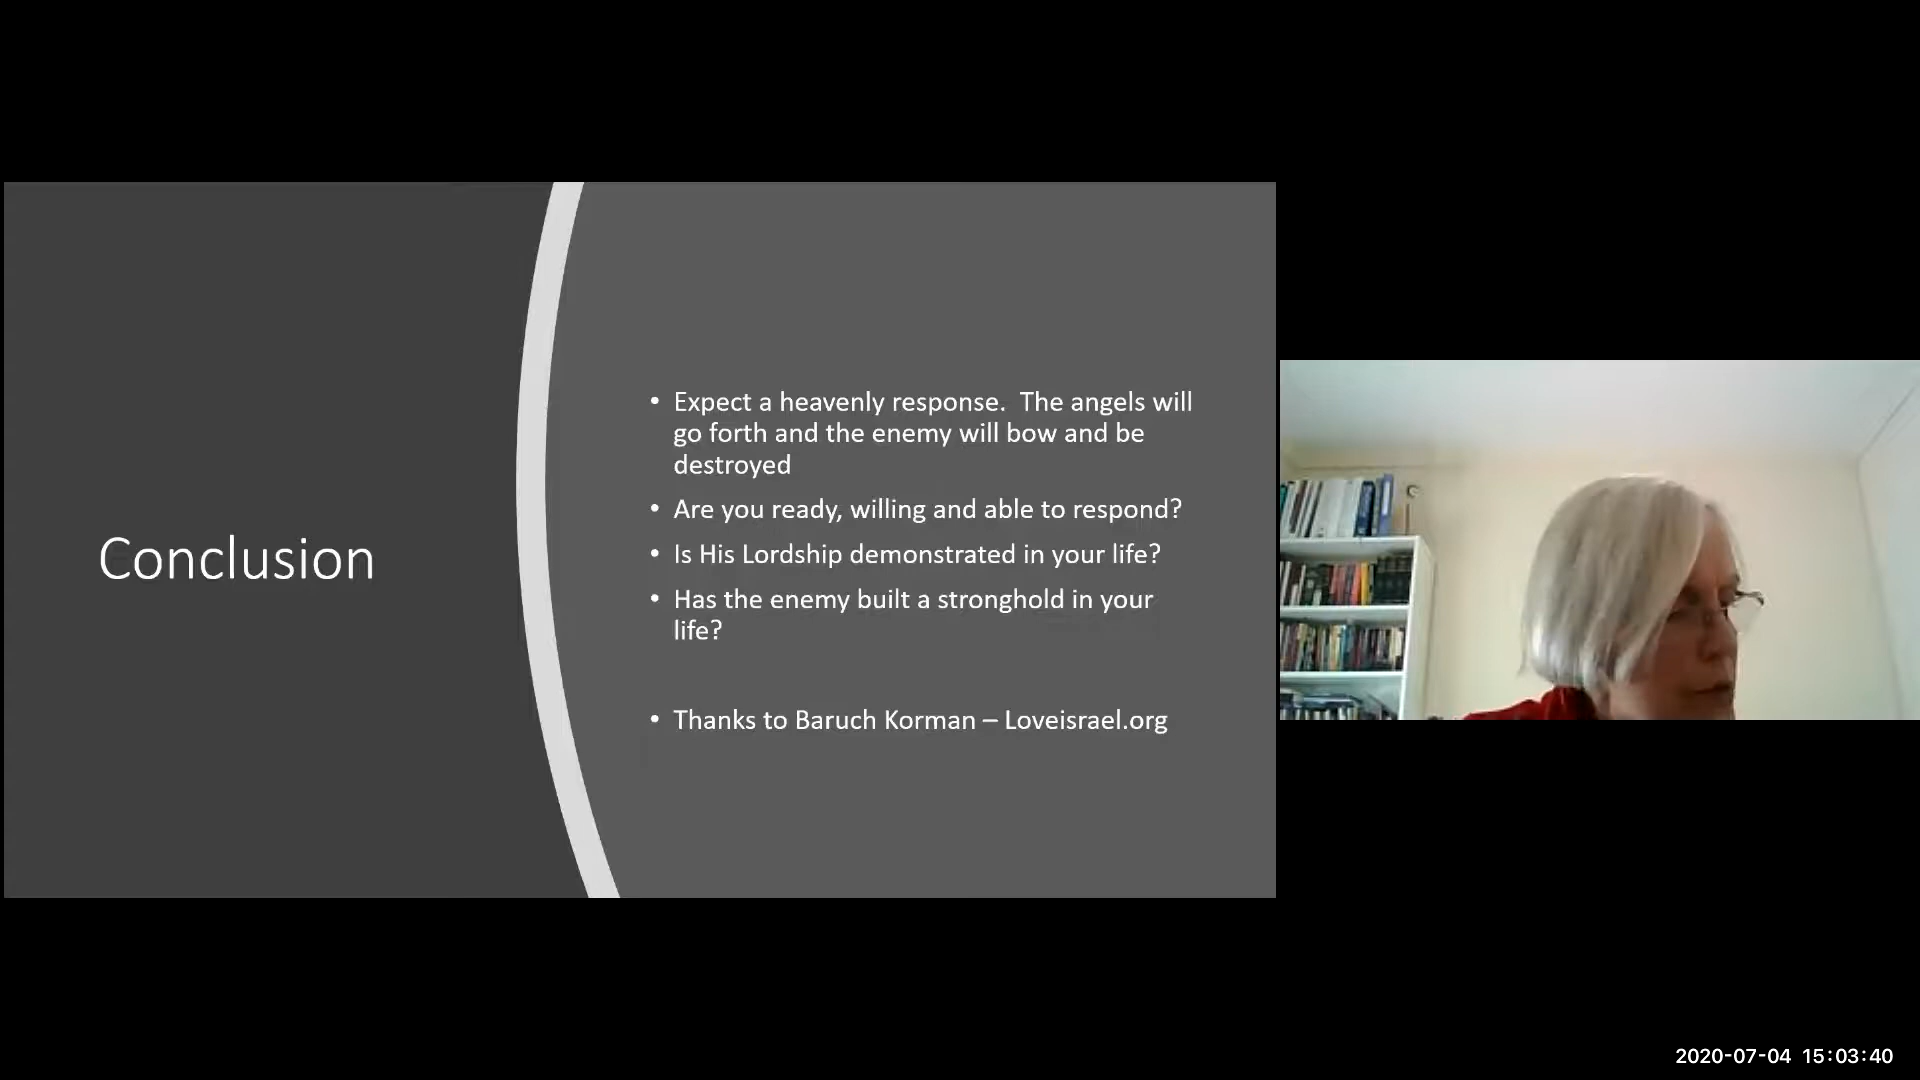 Conclusion
• Expect a heavenly response.  The angels will
go forth and the enemy will bow and be
destroyed
• Are you ready, willing and able to respond?
• Is His Lordship demonstrated in your life?
• Has the enemy built a stronghold in your
life?
• Thanks to Baruch Korman – Loveisrael.org
2020-07-04 15:03:40